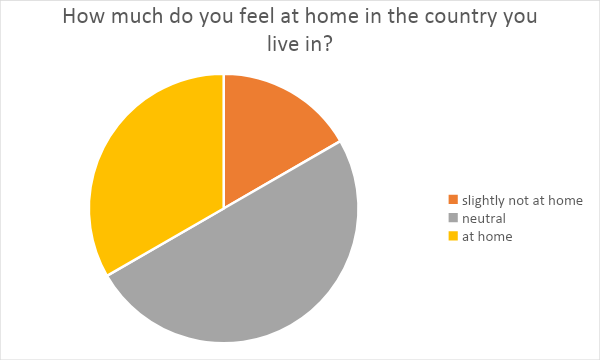 How much do you feel at home in the country you
live in?
slightly not at home
neutral
at home